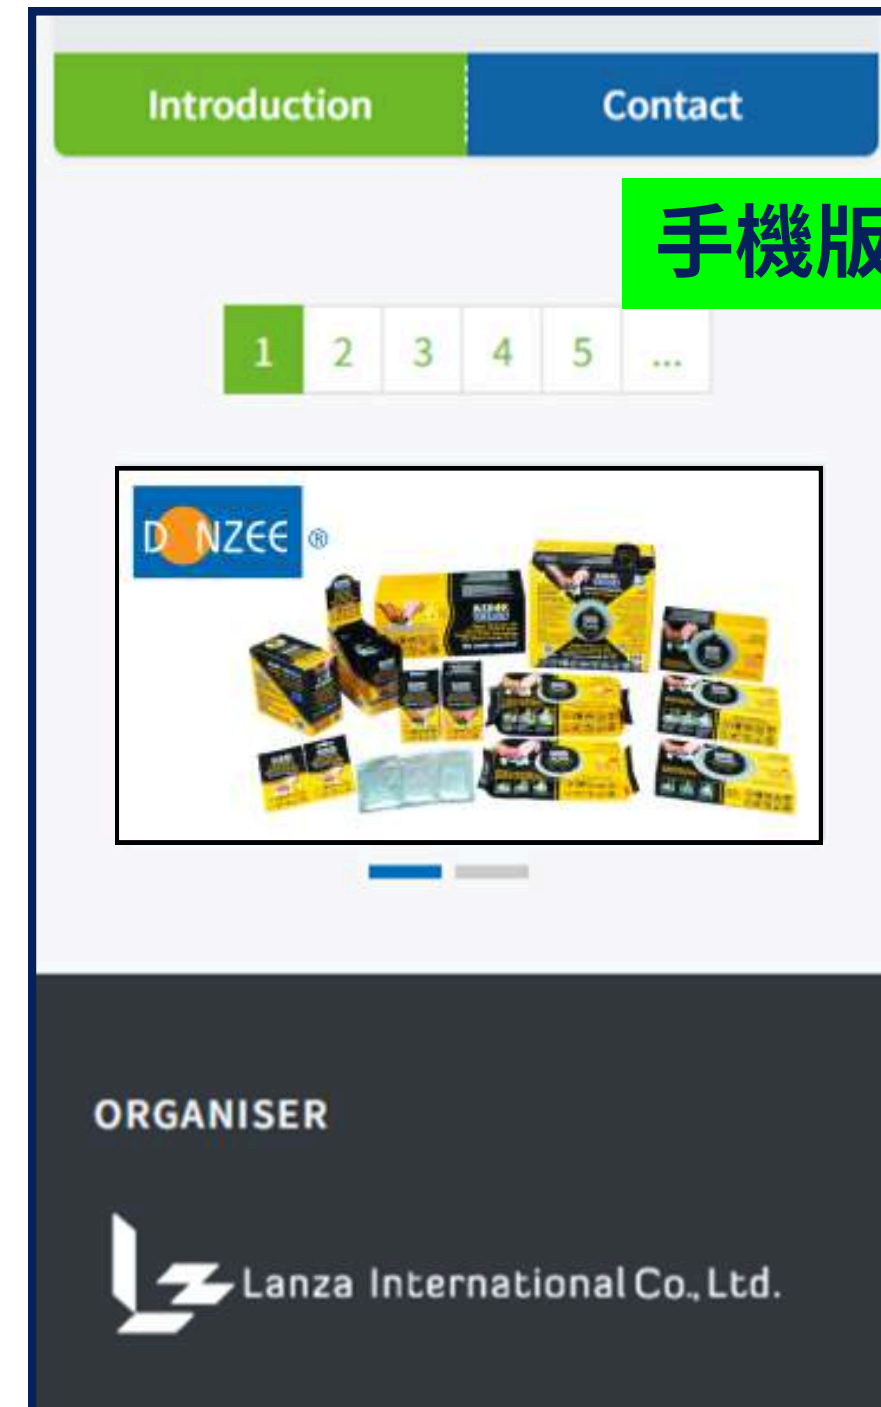 Introduction
Contact
手機版
1 2 3 4 5 ...
DONZEE ®
ORGANISER
Lanza International Co., Ltd.